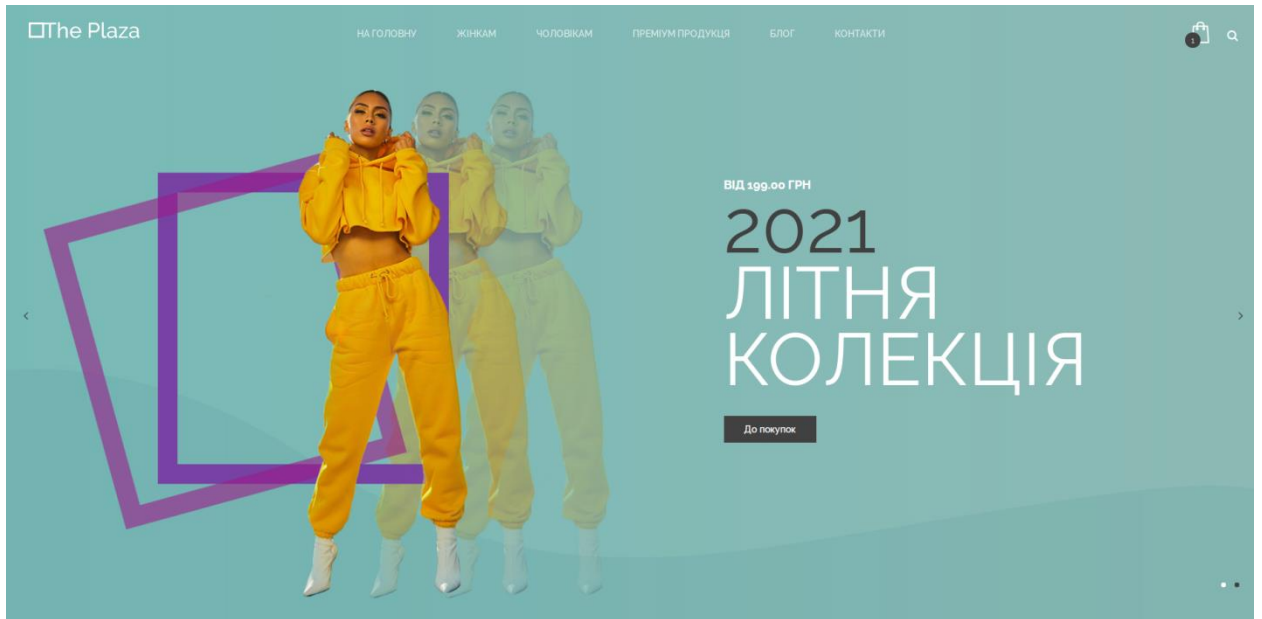 The Plaza
НА ГОЛОВНУ ЖІНКАМ ЧОЛОВІКАМ ПРЕМІУМ ПРОДУКЦЯ БЛОГ КОНТАКТИ
1
ВІД 199.00 ГРН
2021
ЛІТНЯ
КОЛЕКЦІЯ
До покупок